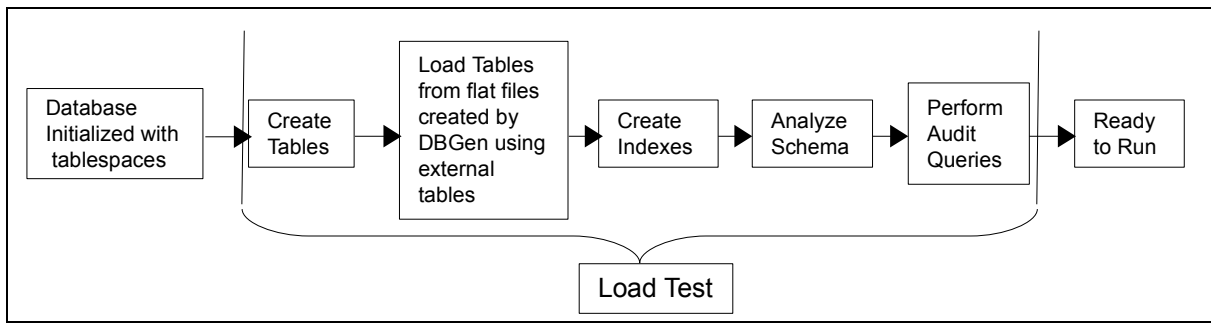 Database
Initialized with
tablespaces
Create
Tables
Load Tables
from flat files
created by
DBGen using
external
tables
Create
Indexes
Analyze
Schema
Perform
Audit
Queries
Ready
to Run
Load Test